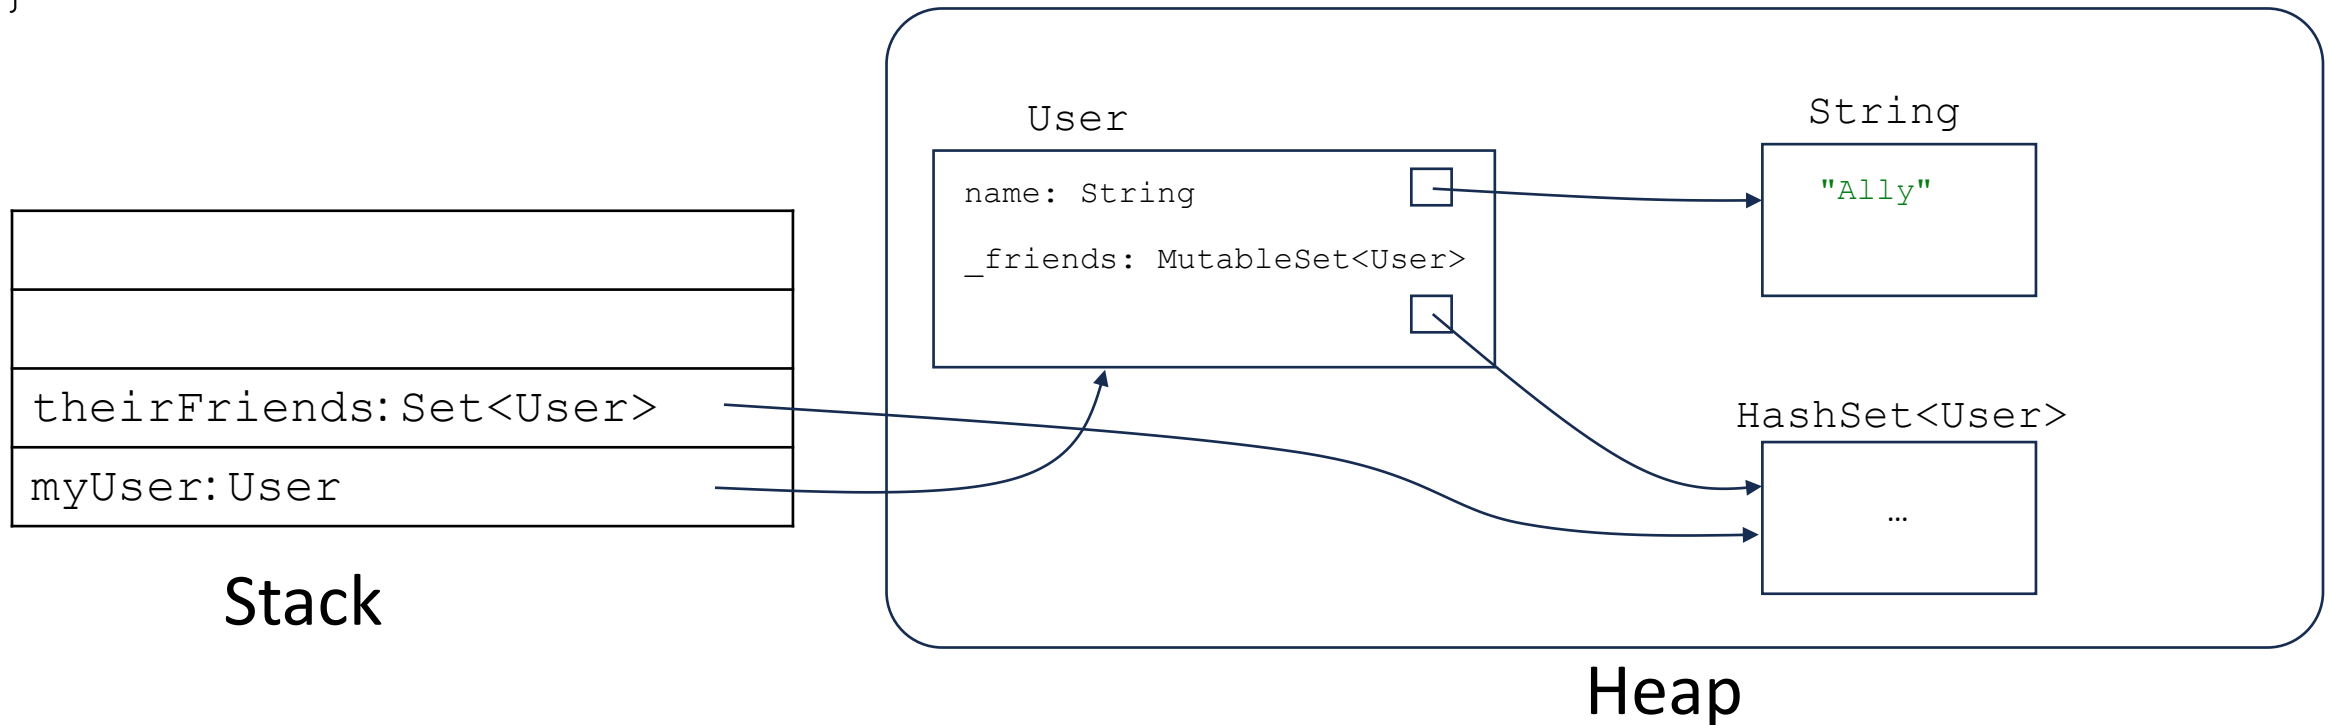 }
User
String
name: String
"Ally"
_friends: MutableSet<User>
theirFriends:Set<User>
HashSet<User>
myUser:User
…
Stack
Heap